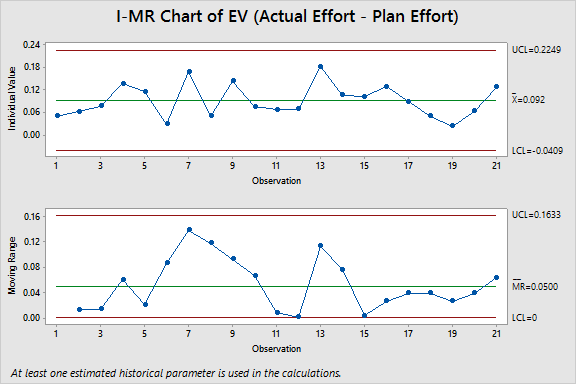 I-MR Chart of EV (Actual Effort - Plan Effort)
Individual Value
0.24
0.18
0.12
0.06
0.00
UCL=0.2249
X̄=0.092
LCL=-0.0409
1 3 5 7 9 11 13 15 17 19 21
Observation
Moving Range
0.16
0.12
0.08
0.04
0.00
UCL=0.1633
M̅R̅=0.0500
LCL=0
1 3 5 7 9 11 13 15 17 19 21
Observation
At least one estimated historical parameter is used in the calculations.